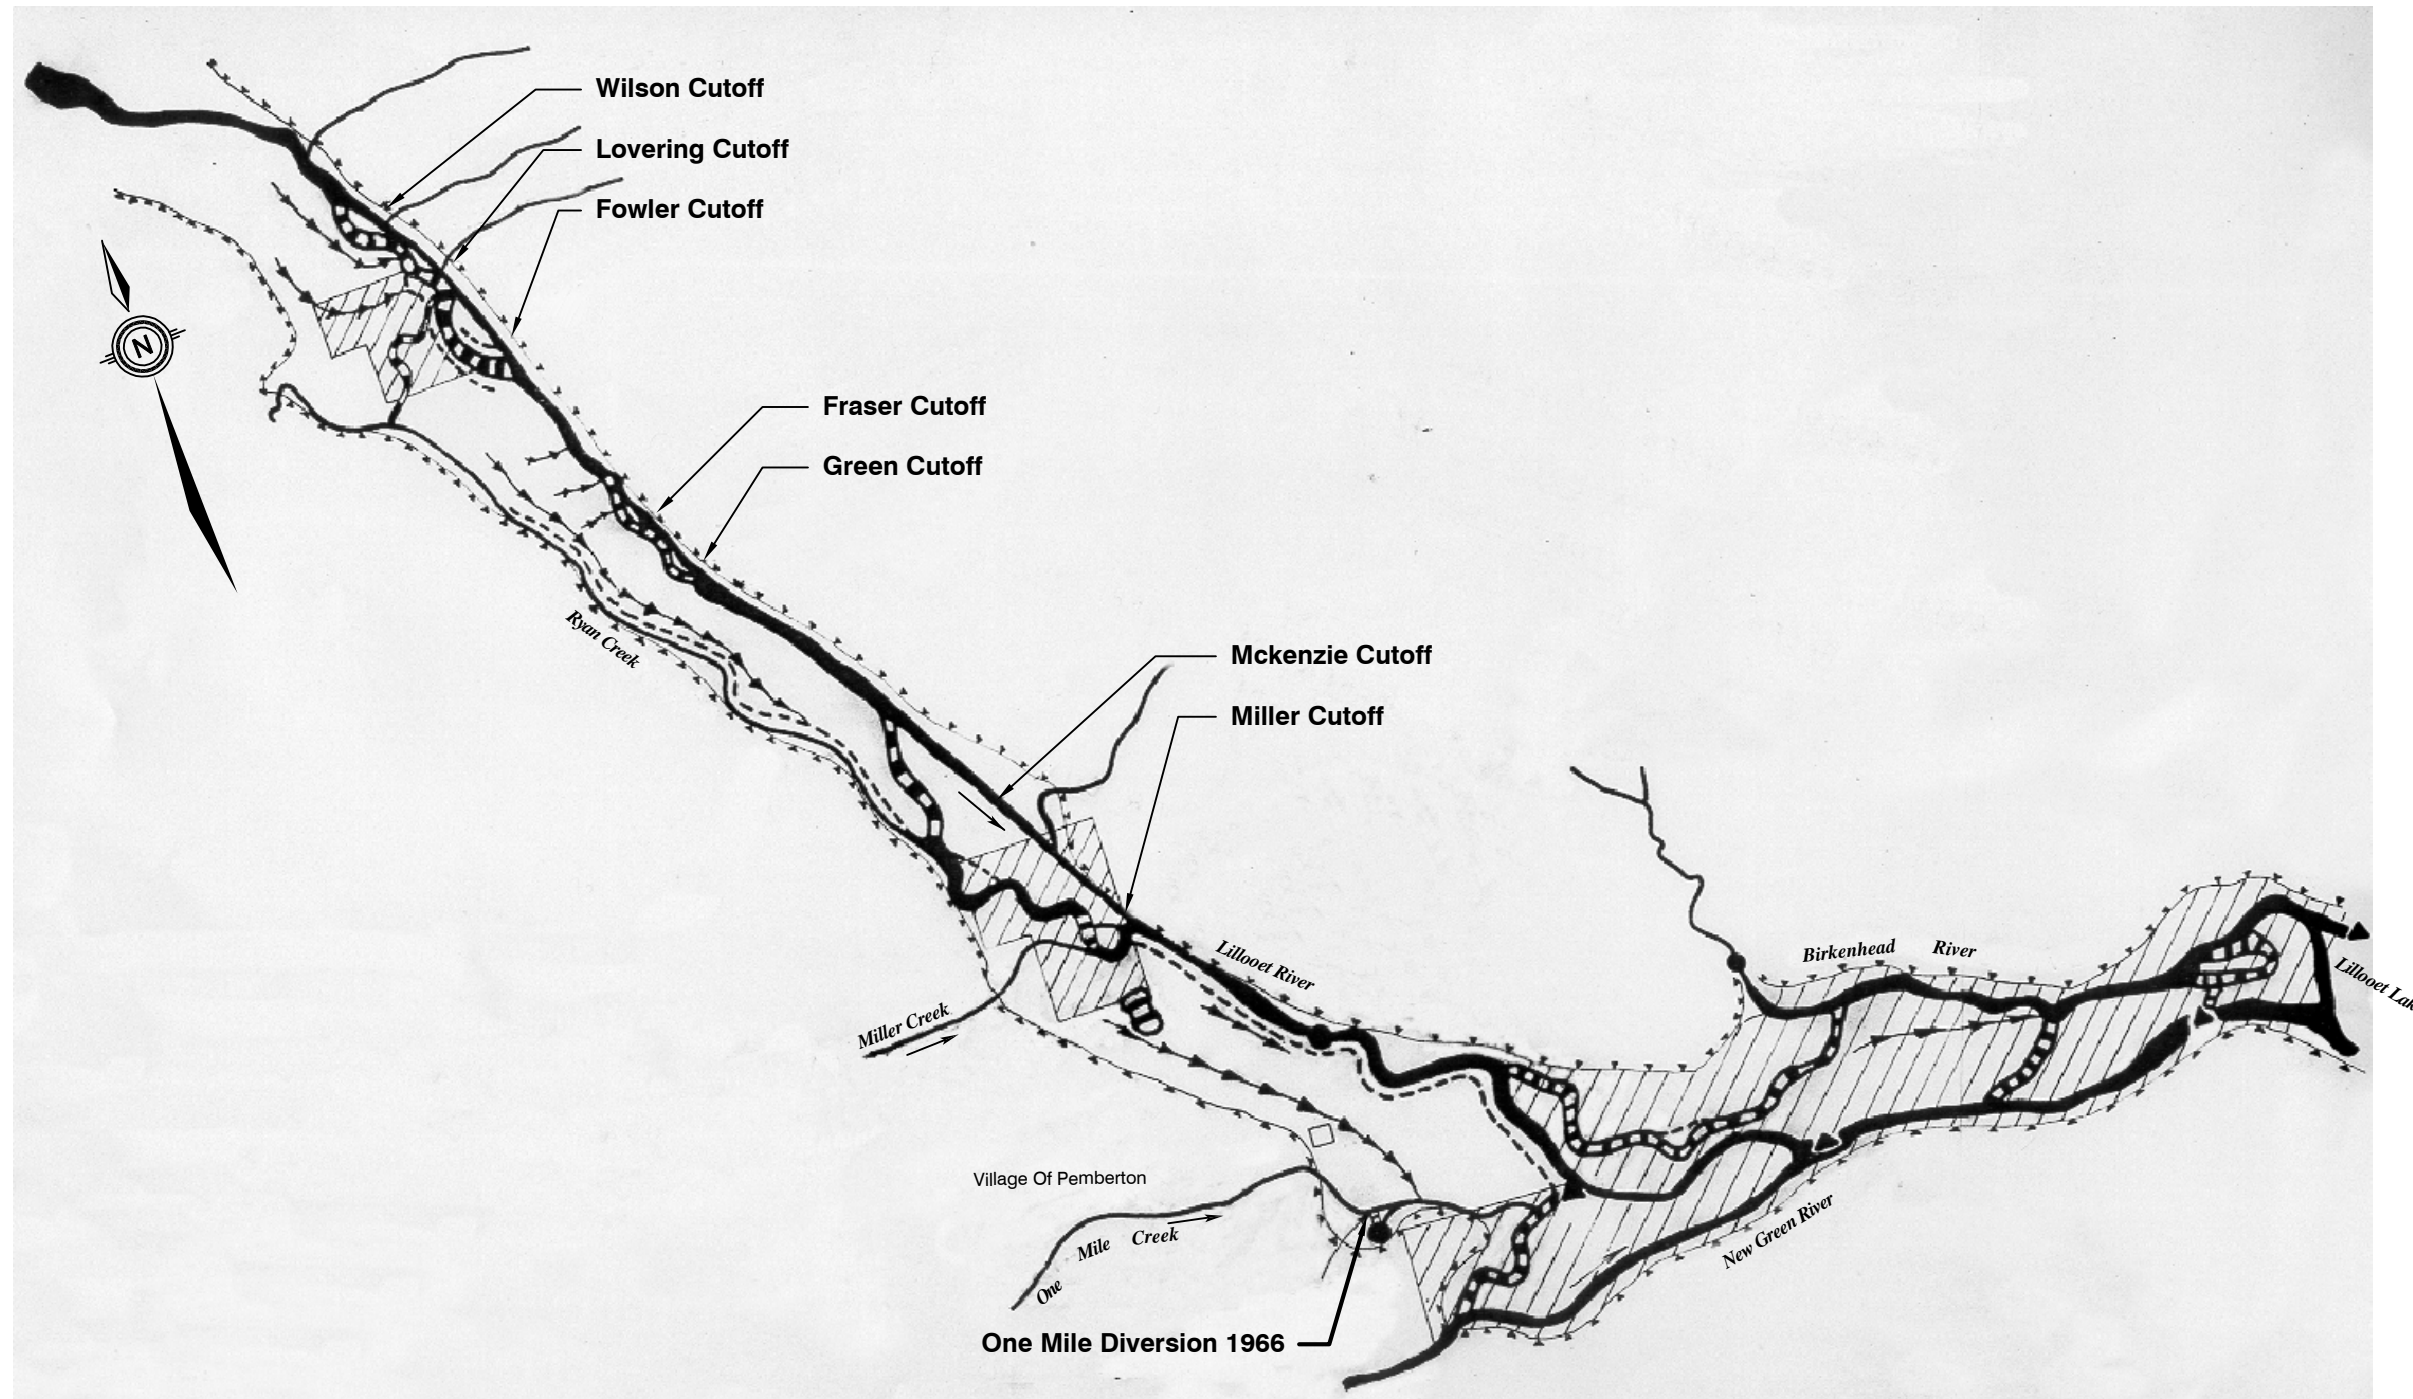 Wilson Cutoff
Lovering Cutoff
Fowler Cutoff
N
Fraser Cutoff
Green Cutoff
Ryan Creek
Mckenzie Cutoff
Miller Cutoff
Lillooet River
Birkenhead River
Lillooet Lak
Miller Creek
Village Of Pemberton
One Mile Creek
New Green River
One Mile Diversion 1966